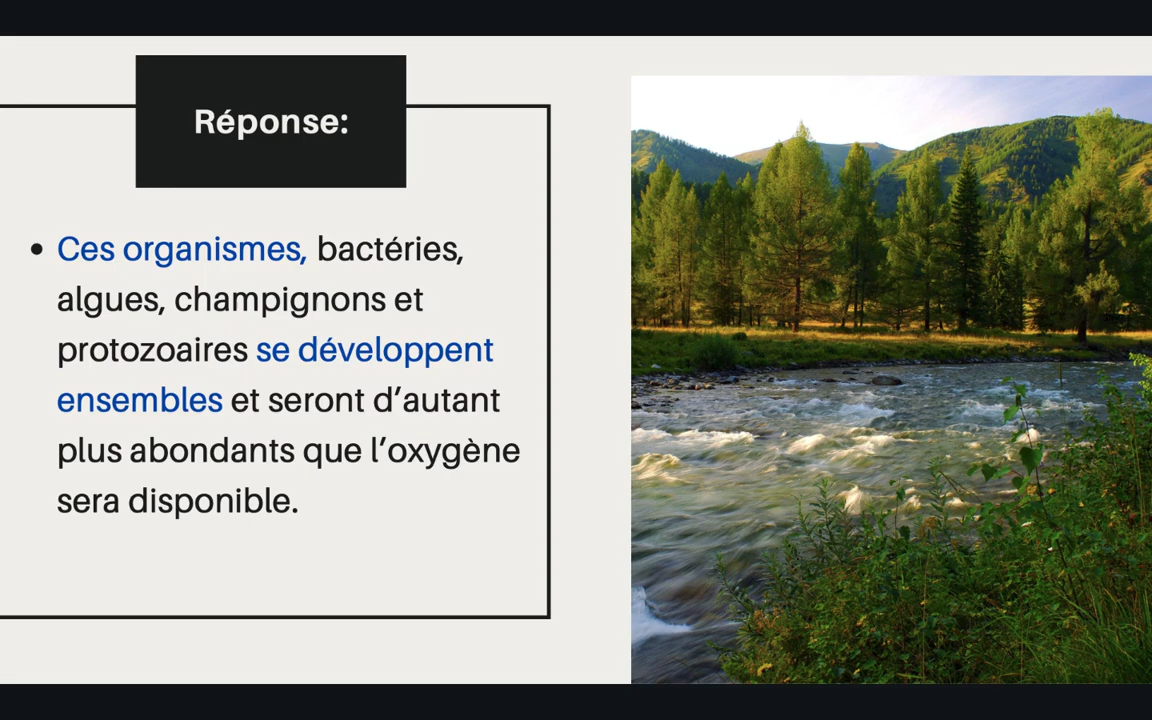 Réponse:
Ces organismes, bactéries,
algues, champignons et
protozoaires se développent
ensembles et seront d’autant
plus abondants que l’oxygène
sera disponible.